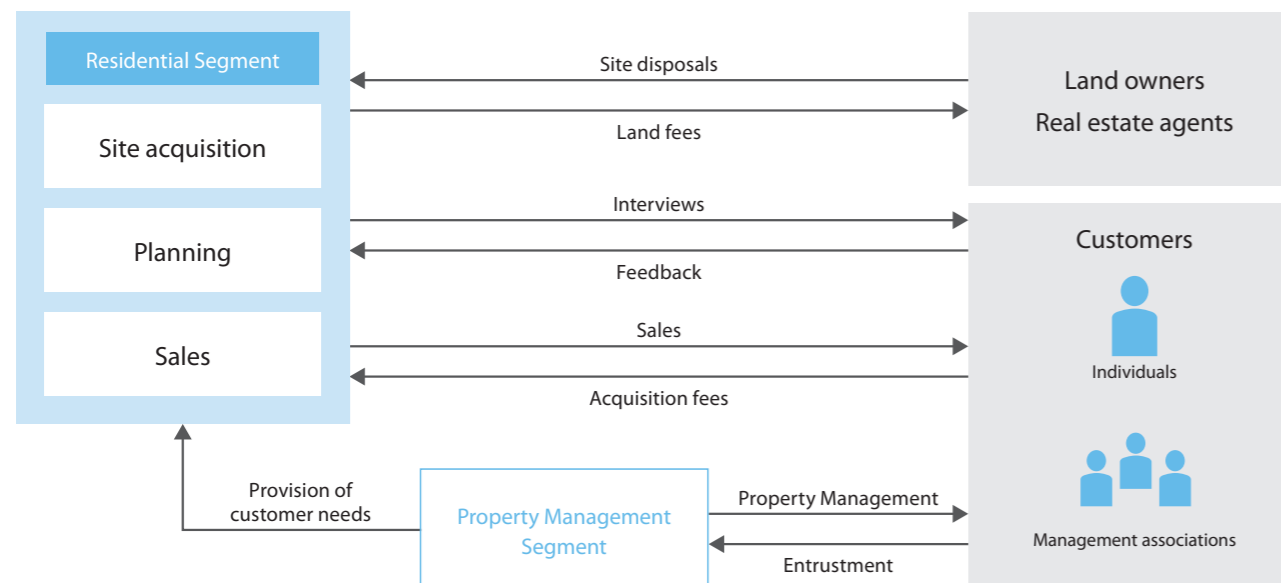 Residential Segment
Site acquisition
Planning
Sales
Site disposals
Land fees
Interviews
Feedback
Sales
Acquisition fees
Land owners
Real estate agents
Customers
Individuals
Management associations
Provision of
customer needs
Property Management
Segment
Property Management
Entrustment